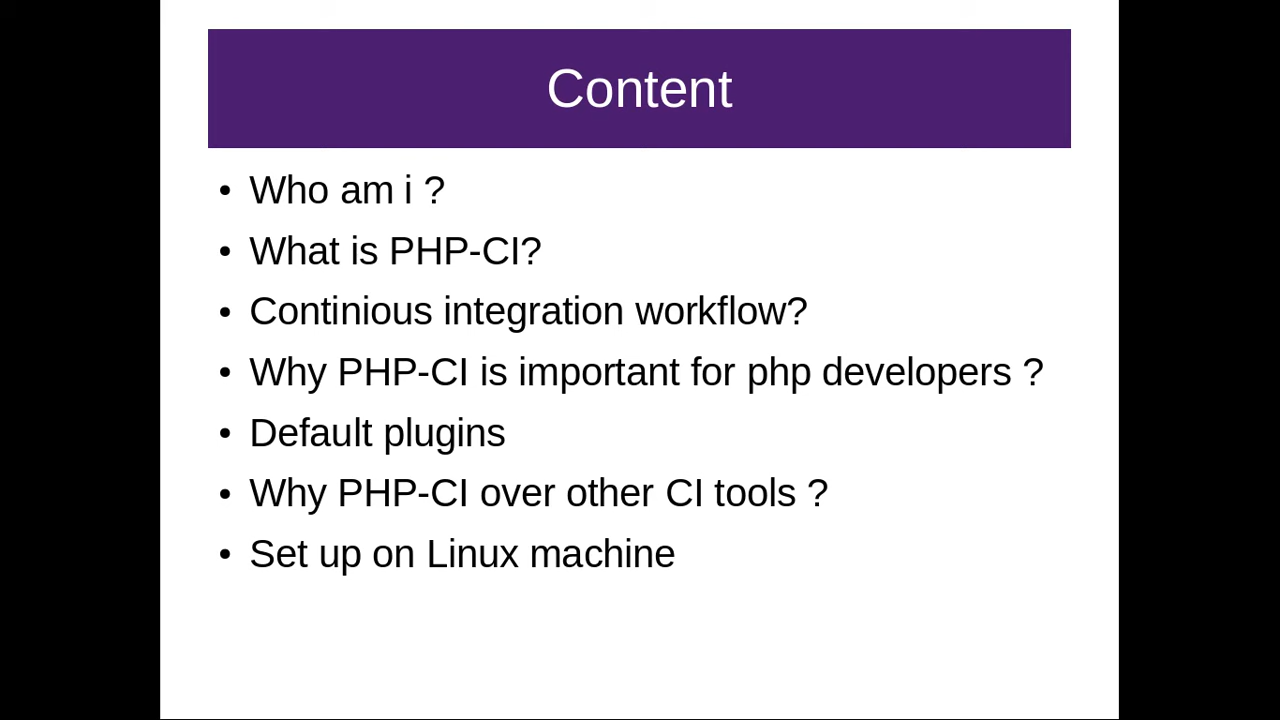 Content
• Who am i ?
• What is PHP-CI?
• Continious integration workflow?
• Why PHP-CI is important for php developers ?
• Default plugins
• Why PHP-CI over other CI tools ?
• Set up on Linux machine